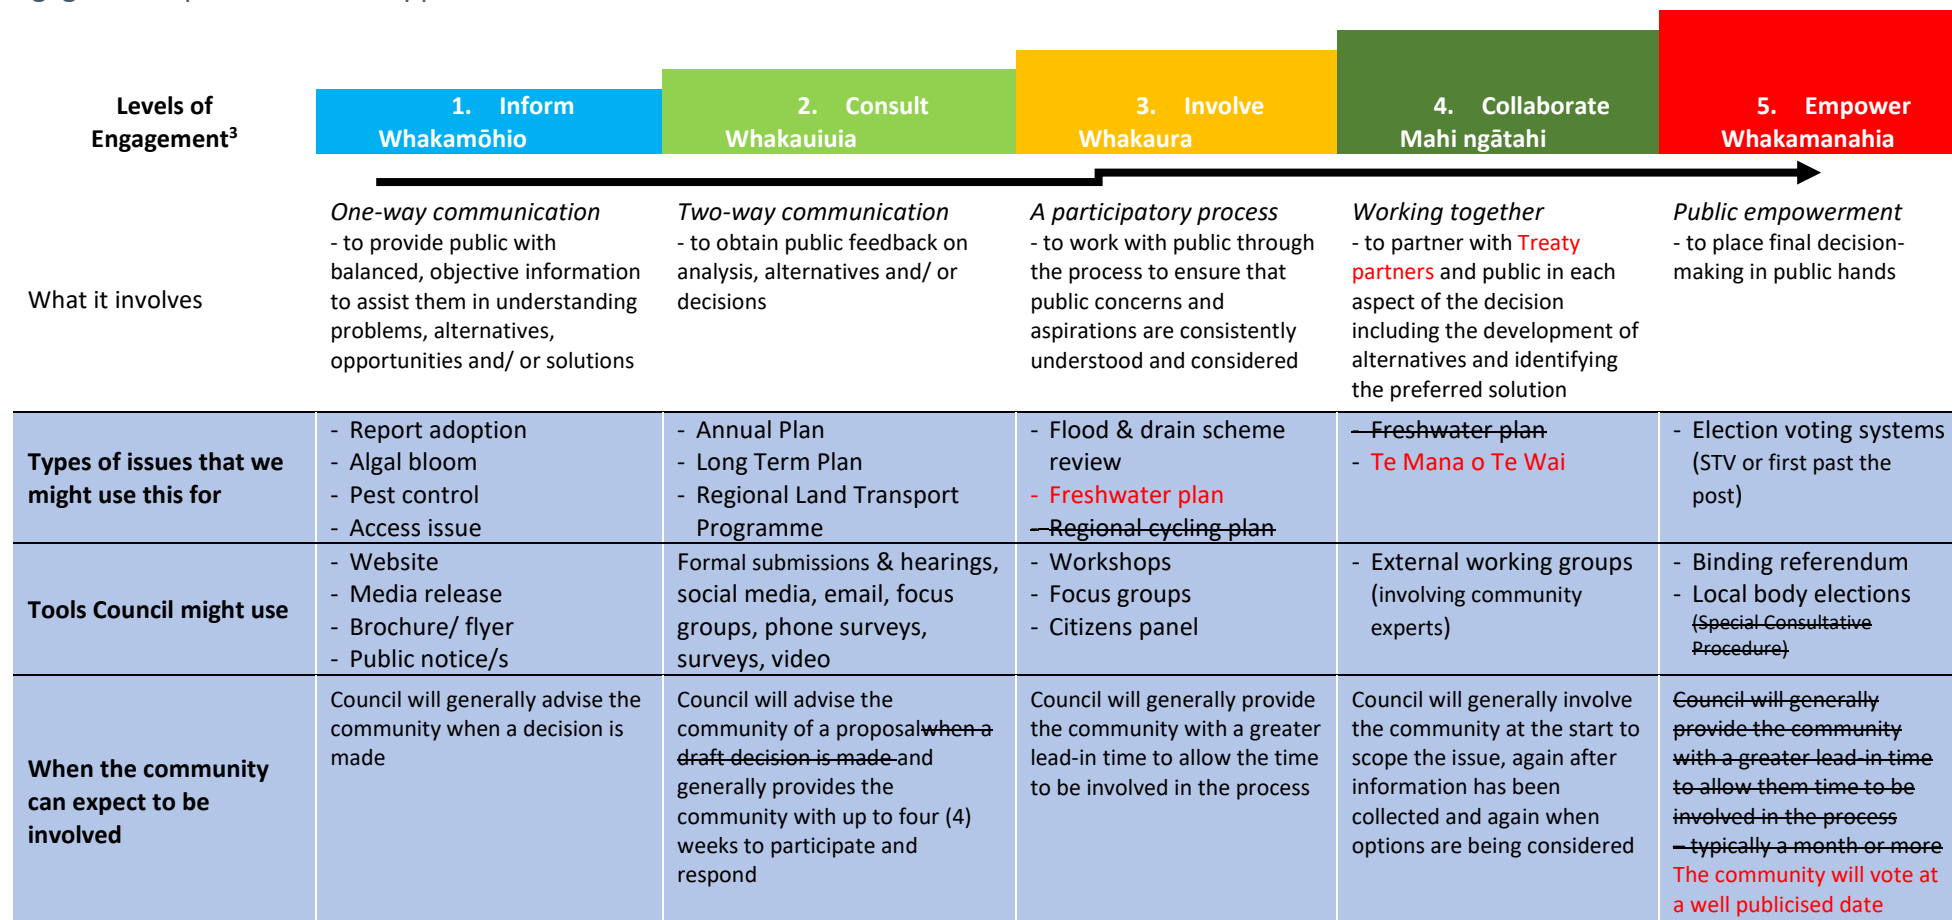 Levels of
Engagement3
1. Inform
Whakamōhio
2. Consult
Whakauiuia
3. Involve
Whakaura
4. Collaborate
Mahi ngātahi
5. Empower
Whakamanahia
What it involves
One-way communication
- to provide public with
balanced, objective information
to assist them in understanding
problems, alternatives,
opportunities and/ or solutions
Two-way communication
- to obtain public feedback on
analysis, alternatives and/ or
decisions
A participatory process
- to work with public through
the process to ensure that
public concerns and
aspirations are consistently
understood and considered
Working together
- to partner with Treaty
partners and public in each
aspect of the decision
including the development of
alternatives and identifying
the preferred solution
Public empowerment
- to place final decision-
making in public hands
Types of issues that we
might use this for
- Report adoption
- Algal bloom
- Pest control
- Access issue
- Annual Plan
- Long Term Plan
- Regional Land Transport
Programme
- Flood & drain scheme
review
- Freshwater plan
- Regional cycling plan
- Freshwater plan
- Te Mana o Te Wai
- Election voting systems
(STV or first past the
post)
Tools Council might use
- Website
- Media release
- Brochure/ flyer
- Public notice/s
Formal submissions & hearings,
social media, email, focus
groups, phone surveys,
surveys, video
- Workshops
- Focus groups
- Citizens panel
- External working groups
(involving community
experts)
- Binding referendum
- Local body elections
(Special Consultative
Procedure)
When the community
can expect to be
involved
Council will generally advise the
community when a decision is
made
Council will advise the
community of a proposalwhen a
draft decision is made and
generally provides the
community with up to four (4)
weeks to participate and
respond
Council will generally provide
the community with a greater
lead-in time to allow the time
to be involved in the process
Council will generally involve
the community at the start to
scope the issue, again after
information has been
collected and again when
options are being considered
Council will generally
provide the community
with a greater lead-in time
to allow them time to be
involved in the process
– typically a month or more
The community will vote at
a well publicised date